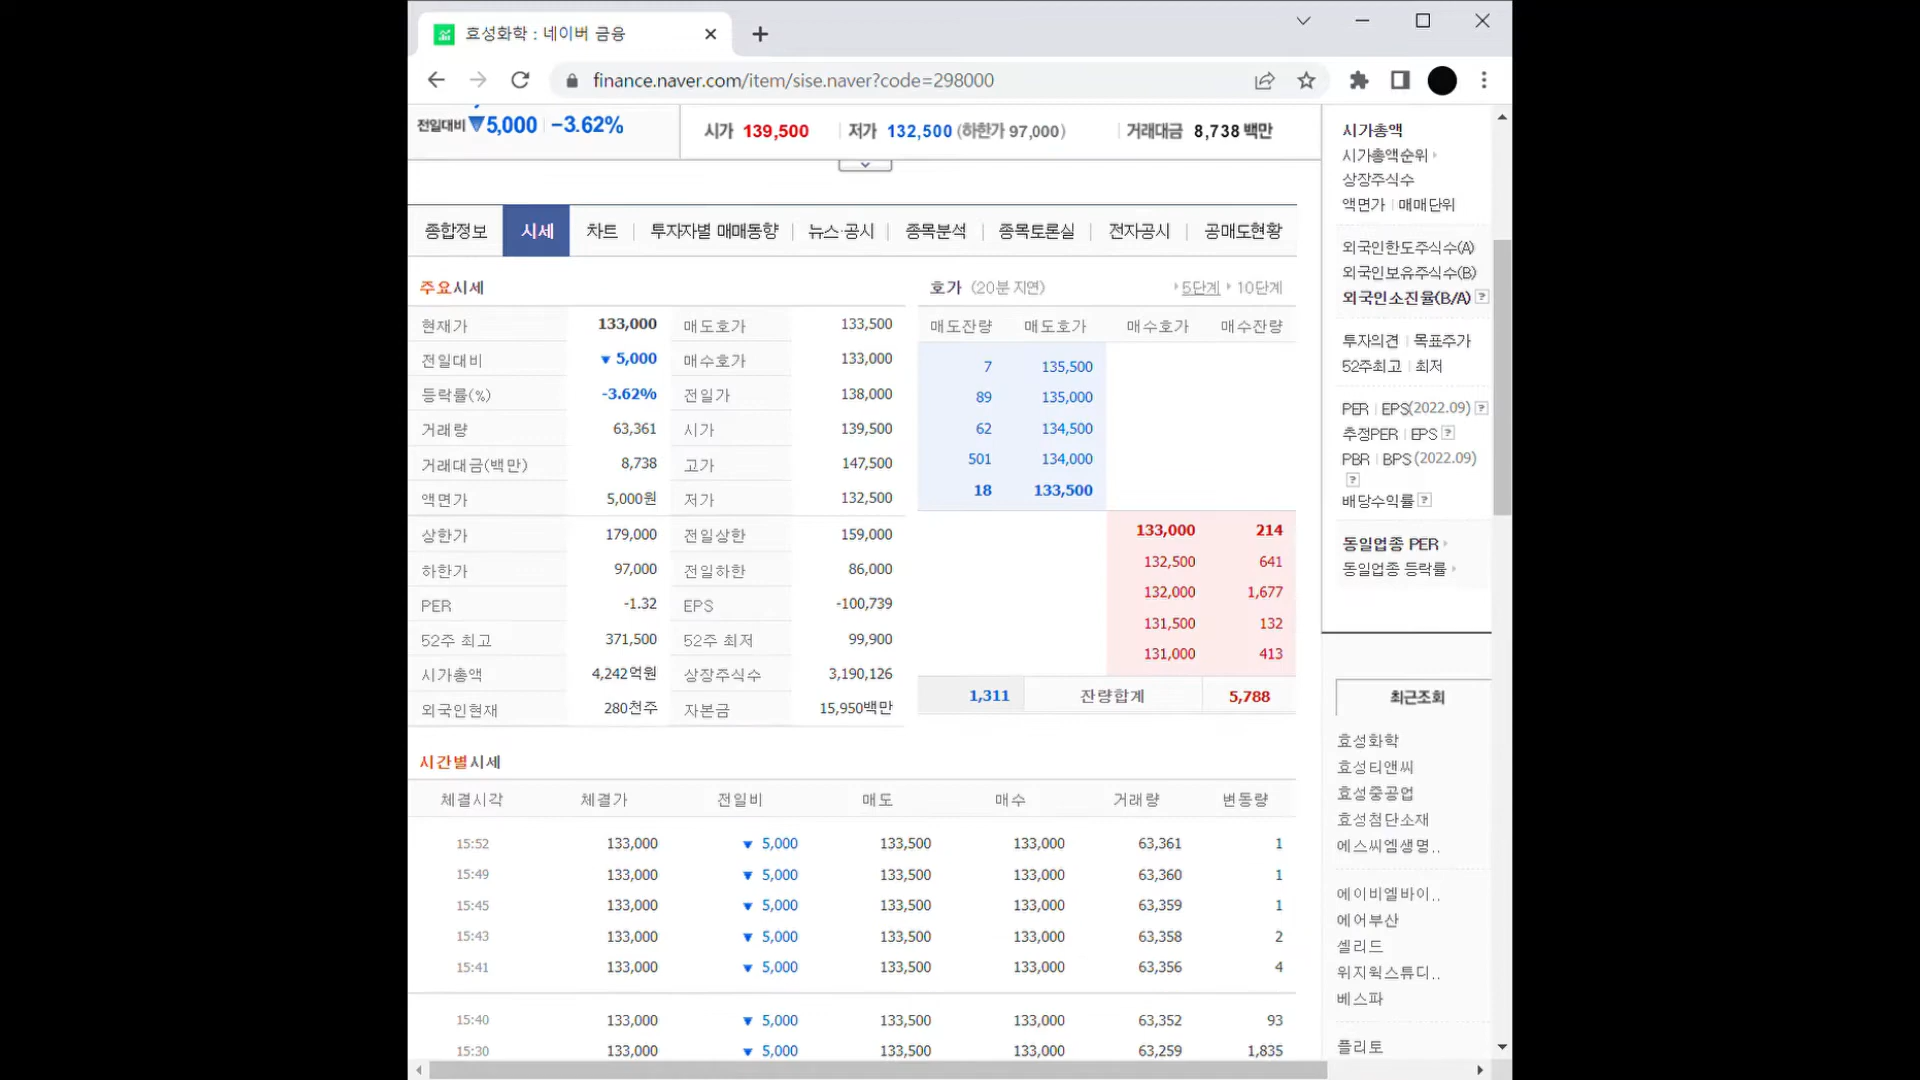 효성화학 : 네이버 금융
finance.naver.com/item/sise.naver?code=298000
전일대비 ▼5,000 -3.62%
시가 139,500 저가 132,500 (하한가 97,000) 거래대금 8,738 백만
종합정보 시세 차트 투자자별 매매동향 뉴스·공시 종목분석 종목토론실 전자공시 공매도현황
주요시세
현재가 133,000 매도호가 133,500
전일대비 ▼ 5,000 매수호가 133,000
등락률(%) -3.62% 전일가 138,000
거래량 63,361 시가 139,500
거래대금(백만) 8,738 고가 147,500
액면가 5,000원 저가 132,500
상한가 179,000 전일상한 159,000
하한가 97,000 전일하한 86,000
PER -1.32 EPS -100,739
52주 최고 371,500 52주 최저 99,900
시가총액 4,242억원 상장주식수 3,190,126
외국인현재 280천주 자본금 15,950백만
호가 (20분 지연) 5단계 10단계
매도잔량 매도호가 매수호가 매수잔량
7 135,500
89 135,000
62 134,500
501 134,000
18 133,500
133,000 214
132,500 641
132,000 1,677
131,500 132
131,000 413
1,311 잔량합계 5,788
시간별시세
체결시각 체결가 전일비 매도 매수 거래량 변동량
15:52 133,000 ▼ 5,000 133,500 133,000 63,361 1
15:49 133,000 ▼ 5,000 133,500 133,000 63,360 1
15:45 133,000 ▼ 5,000 133,500 133,000 63,359 1
15:43 133,000 ▼ 5,000 133,500 133,000 63,358 2
15:41 133,000 ▼ 5,000 133,500 133,000 63,356 4
15:40 133,000 ▼ 5,000 133,500 133,000 63,352 93
15:30 133,000 ▼ 5,000 133,500 133,000 63,259 1,835
시가총액
시가총액순위
상장주식수
액면가 매매단위
외국인한도주식수(A)
외국인보유주식수(B)
외국인소진율(B/A) ?
투자의견 목표주가
52주최고 최저
PER EPS(2022.09) ?
추정PER EPS ?
PBR BPS(2022.09)
?
배당수익률 ?
동일업종 PER
동일업종 등락률
최근조회
효성화학
효성티앤씨
효성중공업
효성첨단소재
에스씨엠생명..
에이비엘바이..
에어부산
셀리드
위지윅스튜디..
베스파
플리토